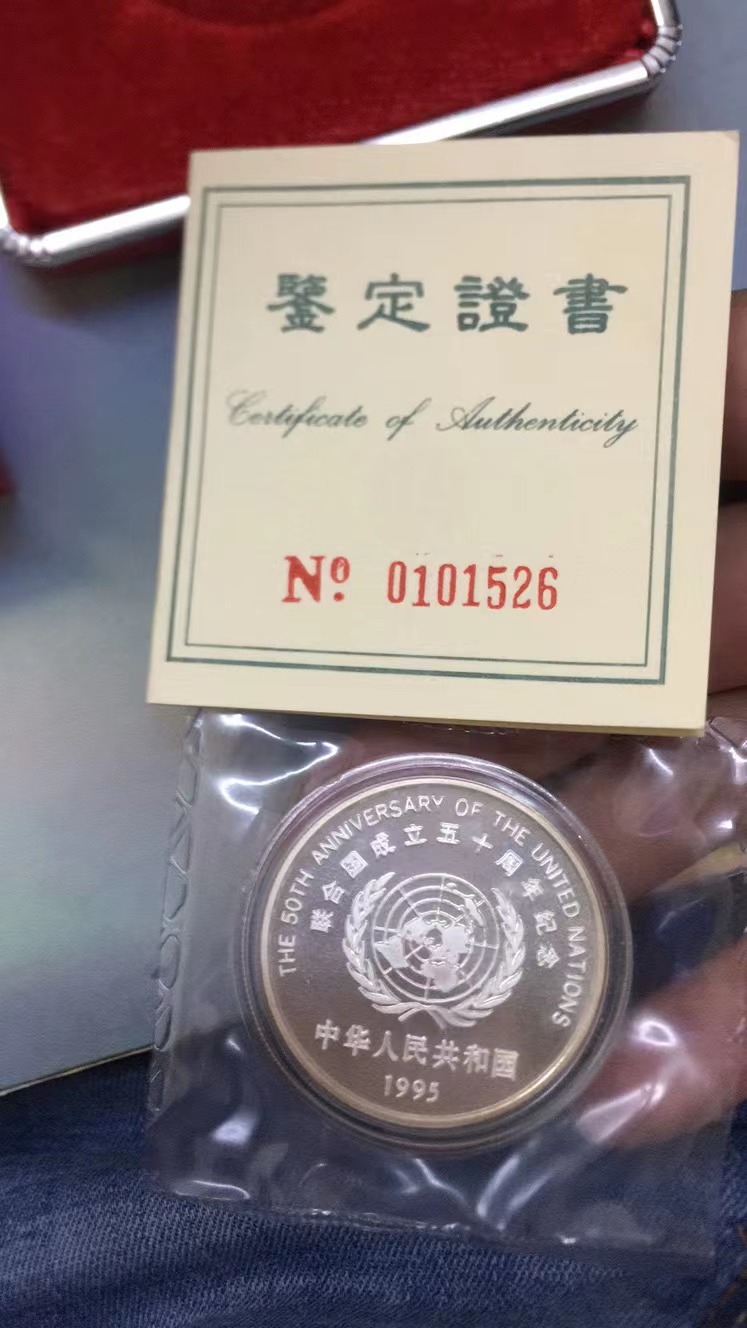 鑒定證書
Certificate of Authenticity
Nº 0101526
THE 50TH ANNIVERSARY OF THE UNITED NATIONS
联合国成立五十周年纪念
中华人民共和国
1995